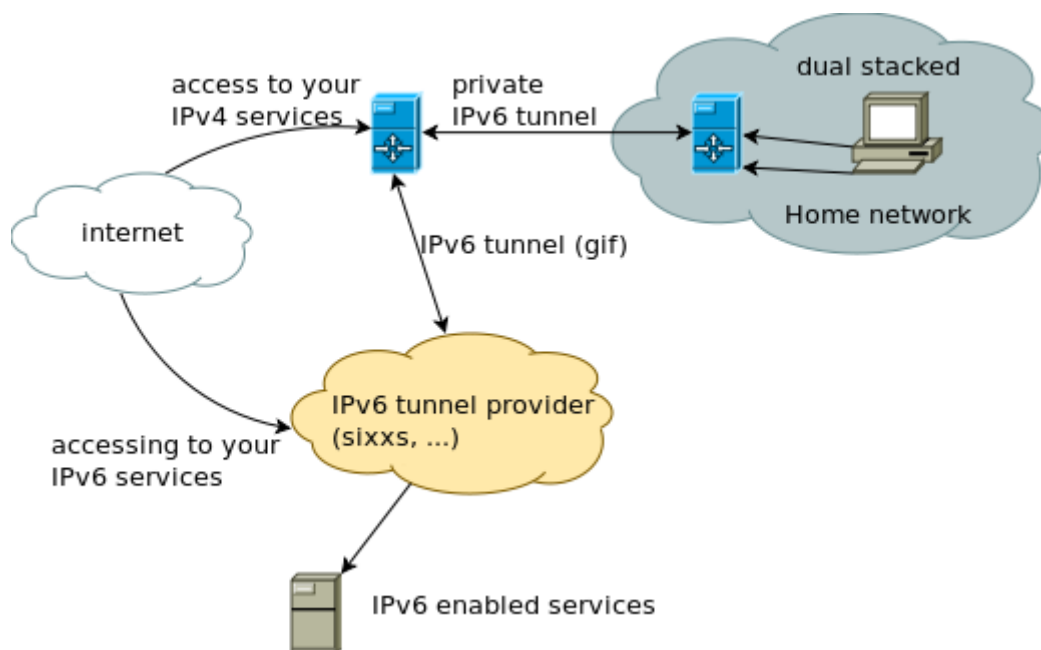 access to your
IPv4 services
private
IPv6 tunnel
dual stacked
Home network
internet
IPv6 tunnel (gif)
IPv6 tunnel provider
(sixxs, ...)
accessing to your
IPv6 services
IPv6 enabled services